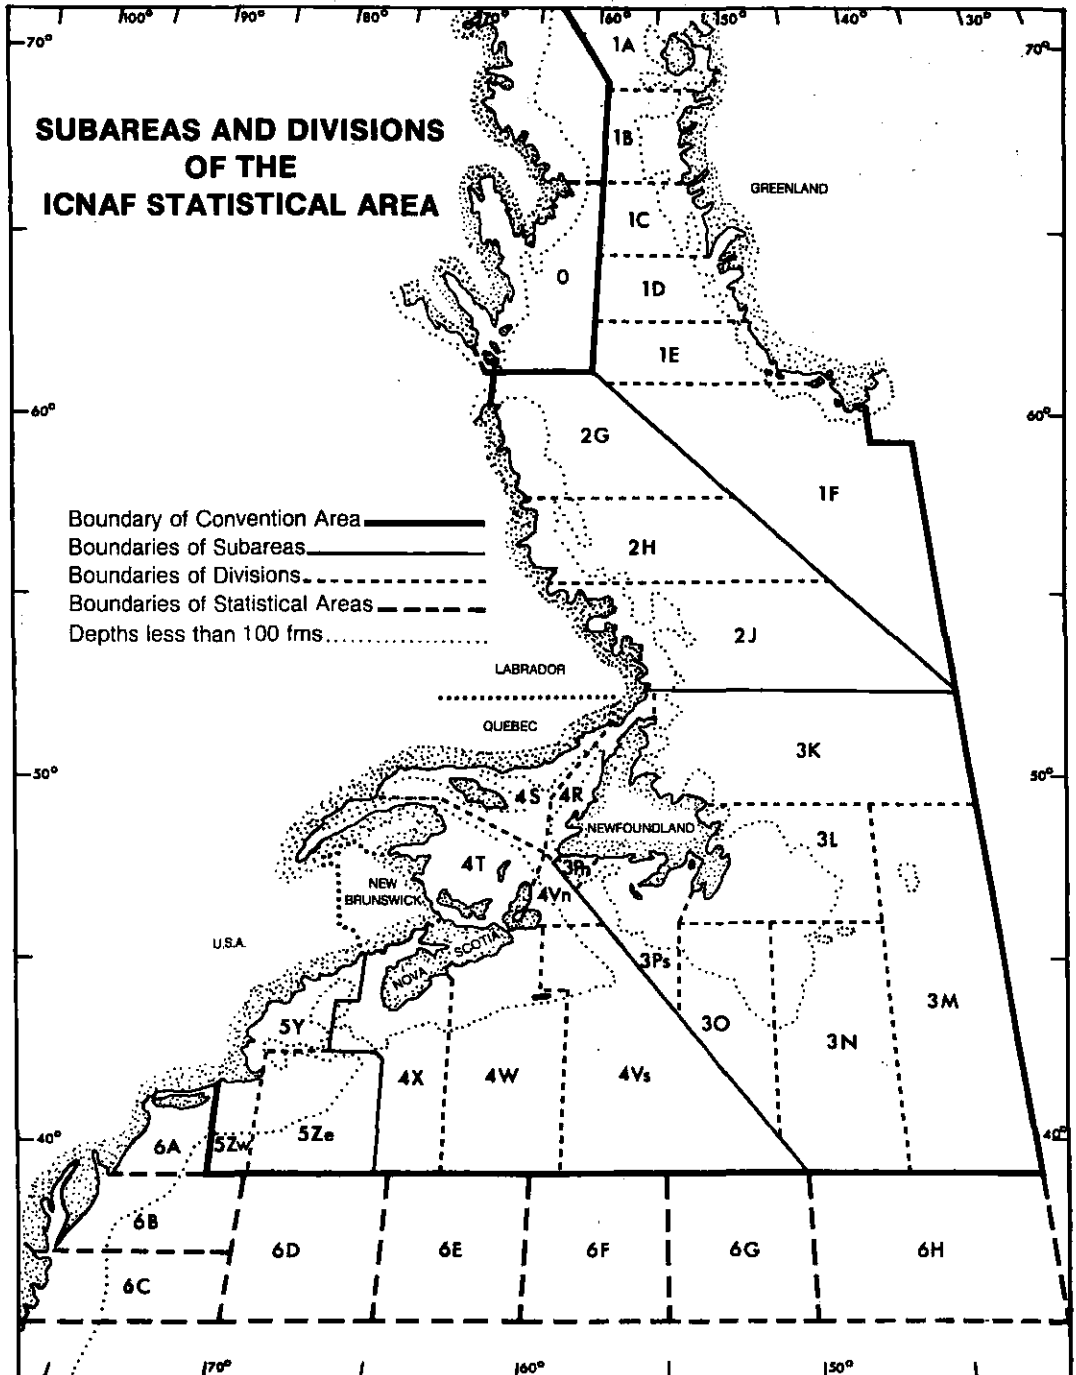 100° 90° 80° 70° 60° 50° 40° 30°
70° 70°
1A
SUBAREAS AND DIVISIONS
OF THE
ICNAF STATISTICAL AREA
1B
GREENLAND
1C
0
1D
1E
60° 60°
2G
1F
Boundary of Convention Area
Boundaries of Subareas
2H
Boundaries of Divisions
Boundaries of Statistical Areas
Depths less than 100 fms
2J
LABRADOR
QUEBEC
3K
50° 50°
4S 4R
NEWFOUNDLAND
3L
4T 3Pn
NEW
BRUNSWICK
4Vn
U.S.A.
NOVA SCOTIA
3Ps
3M
5Y
3O
3N
4X 4W 4Vs
40° 40°
6A 5Zw 5Ze
6B
6D 6E 6F 6G 6H
6C
70° 60° 50°